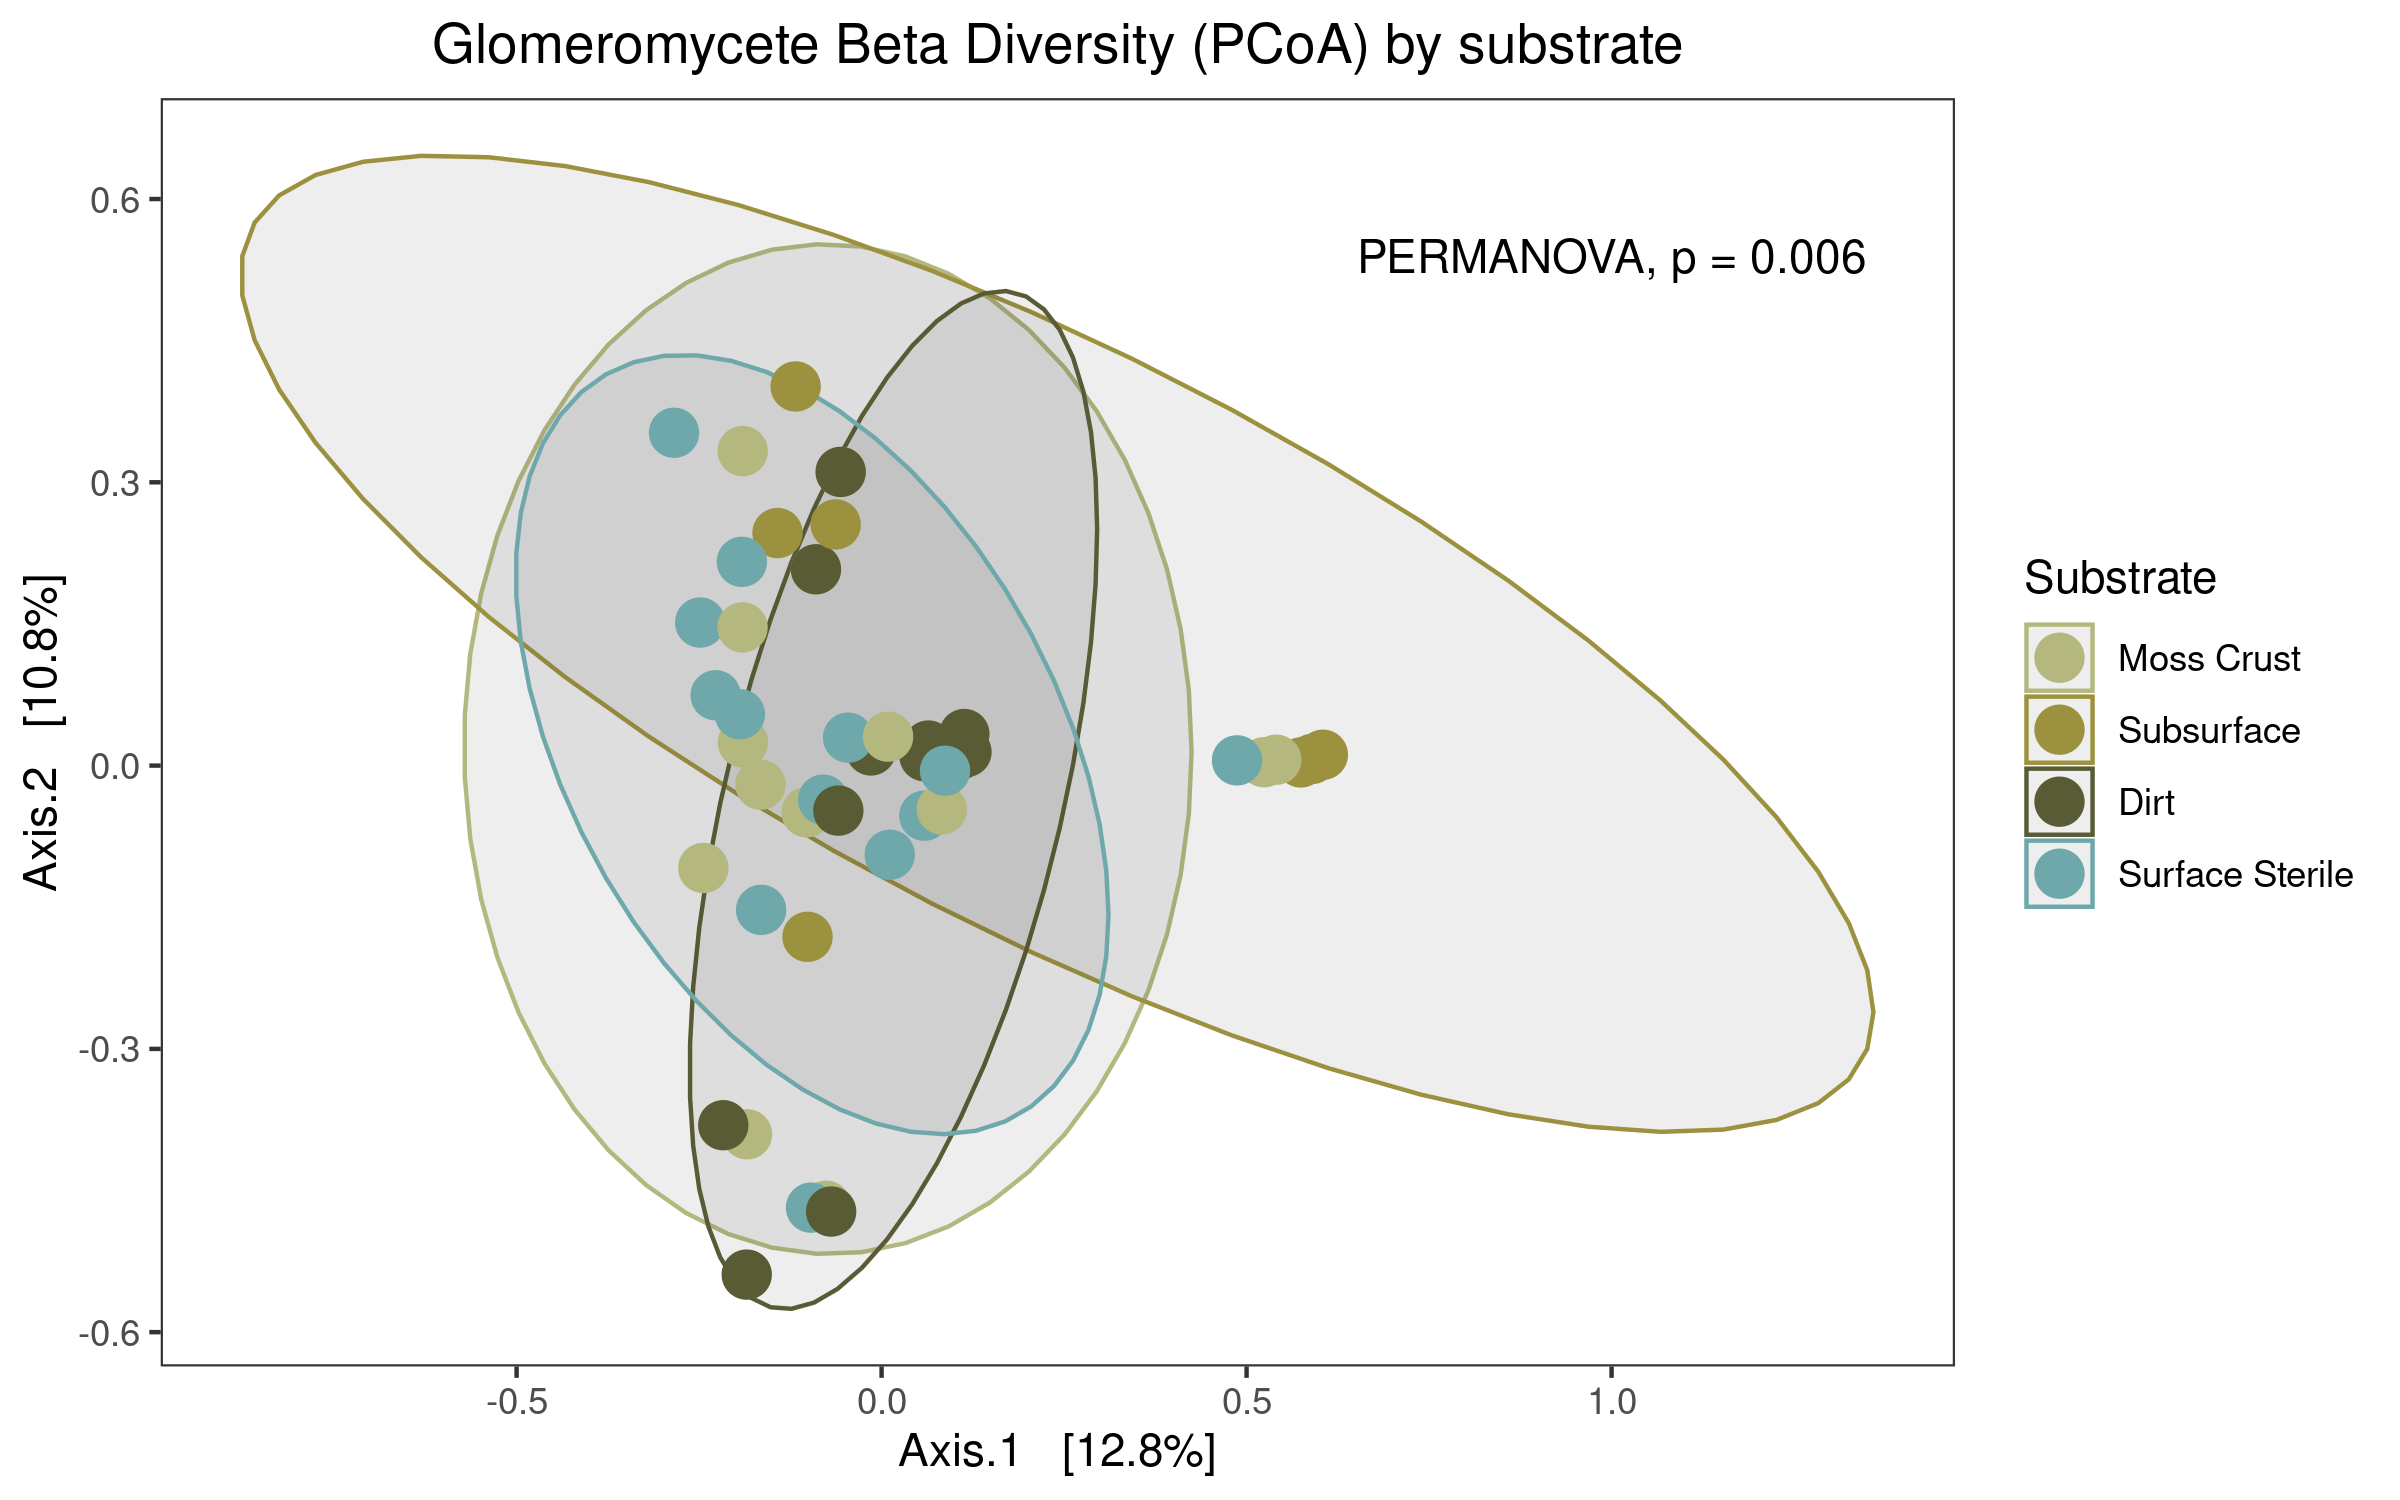 Glomeromycete Beta Diversity (PCoA) by substrate
PERMANOVA, p = 0.006
0.6
0.3
0.0
-0.3
-0.6
Axis.2 [10.8%]
-0.5 0.0 0.5 1.0
Axis.1 [12.8%]
Substrate
Moss Crust
Subsurface
Dirt
Surface Sterile